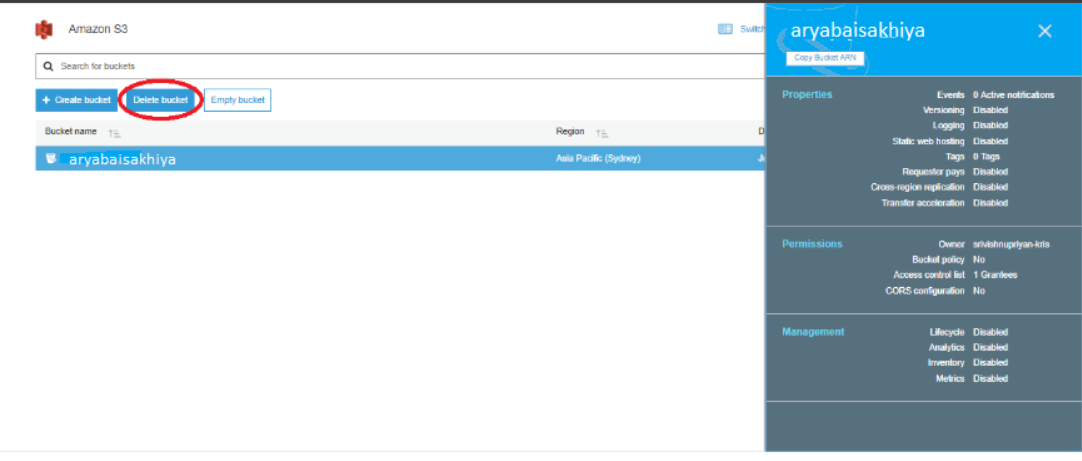 Amazon S3
Switch
Search for buckets
+ Create bucket Delete bucket Empty bucket
Bucket name Region D
aryabaisakhiya Asia Pacific (Sydney)
aryabaisakhiya
Copy Bucket ARN
Properties Events 0 Active notifications
Versioning Disabled
Logging Disabled
Static web hosting Disabled
Tags 0 Tags
Requester pays Disabled
Cross-region replication Disabled
Transfer acceleration Disabled
Permissions Owner srivishnupriyan-kris
Bucket policy No
Access control list 1 Grantees
CORS configuration No
Management Lifecycle Disabled
Analytics Disabled
Inventory Disabled
Metrics Disabled